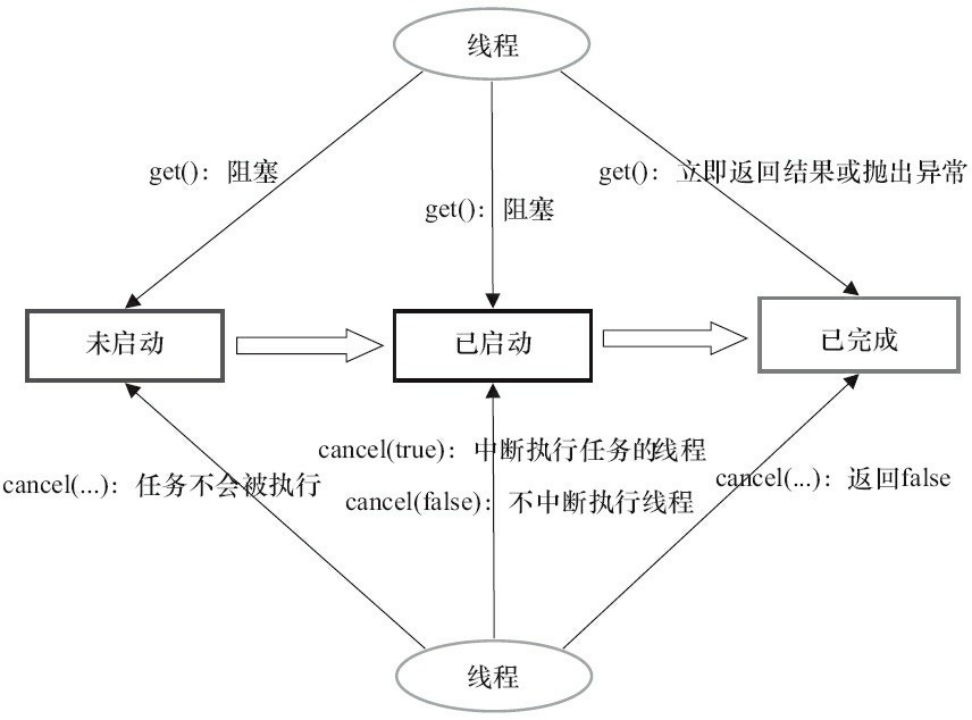 线程
get()：阻塞
get()：立即返回结果或抛出异常
get()：阻塞
未启动
已启动
已完成
cancel(true)：中断执行任务的线程
cancel(...)：任务不会被执行
cancel(...)：返回false
cancel(false)：不中断执行线程
线程